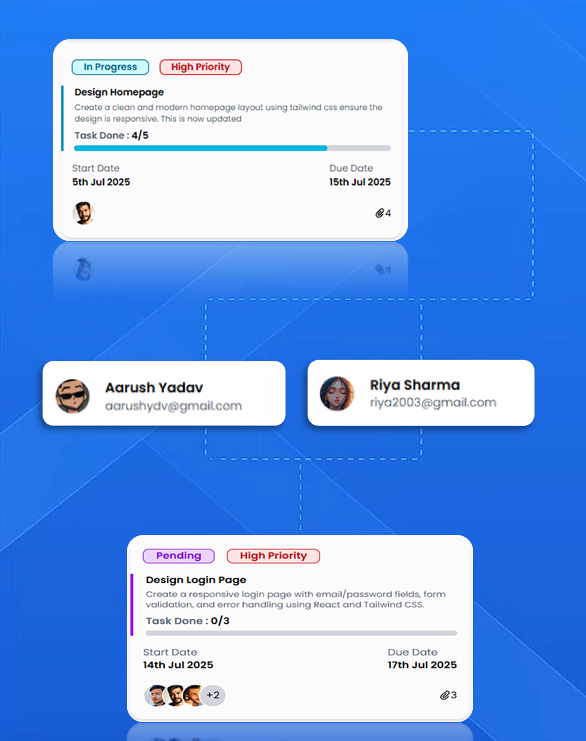 In Progress High Priority
Design Homepage
Create a clean and modern homepage layout using tailwind css ensure the
design is responsive. This is now updated
Task Done : 4/5
Start Date Due Date
5th Jul 2025 15th Jul 2025
4
Aarush Yadav
aarushydv@gmail.com
Riya Sharma
riya2003@gmail.com
Pending High Priority
Design Login Page
Create a responsive login page with email/password fields, form
validation, and error handling using React and Tailwind CSS.
Task Done : 0/3
Start Date Due Date
14th Jul 2025 17th Jul 2025
+2 3